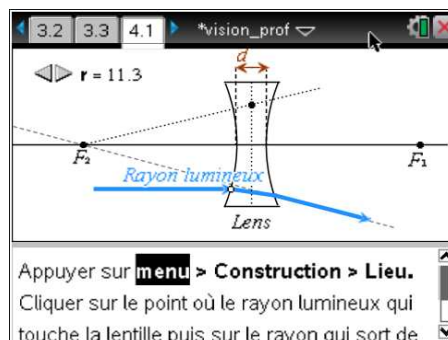 3.2 3.3 4.1 *vision_prof
d
r = 11.3
F₂ F₁
Rayon lumineux
Lens
Appuyer sur menu > Construction > Lieu.
Cliquer sur le point où le rayon lumineux qui
touche la lentille puis sur le rayon qui sort de